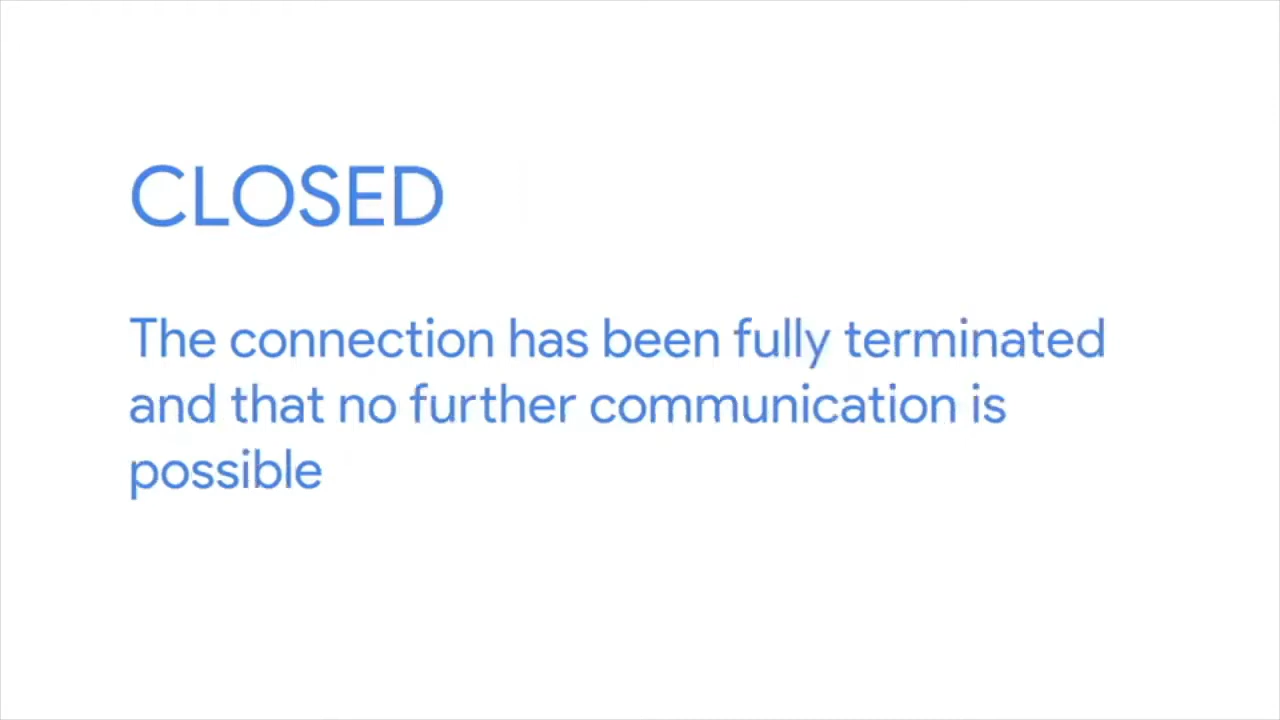 CLOSED
The connection has been fully terminated
and that no further communication is
possible